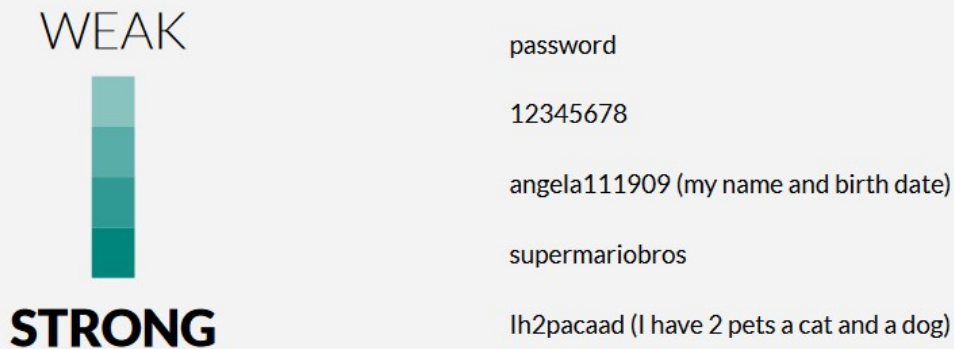 WEAK
password
12345678
angela111909 (my name and birth date)
supermariobros
STRONG
Ih2pacaad (I have 2 pets a cat and a dog)